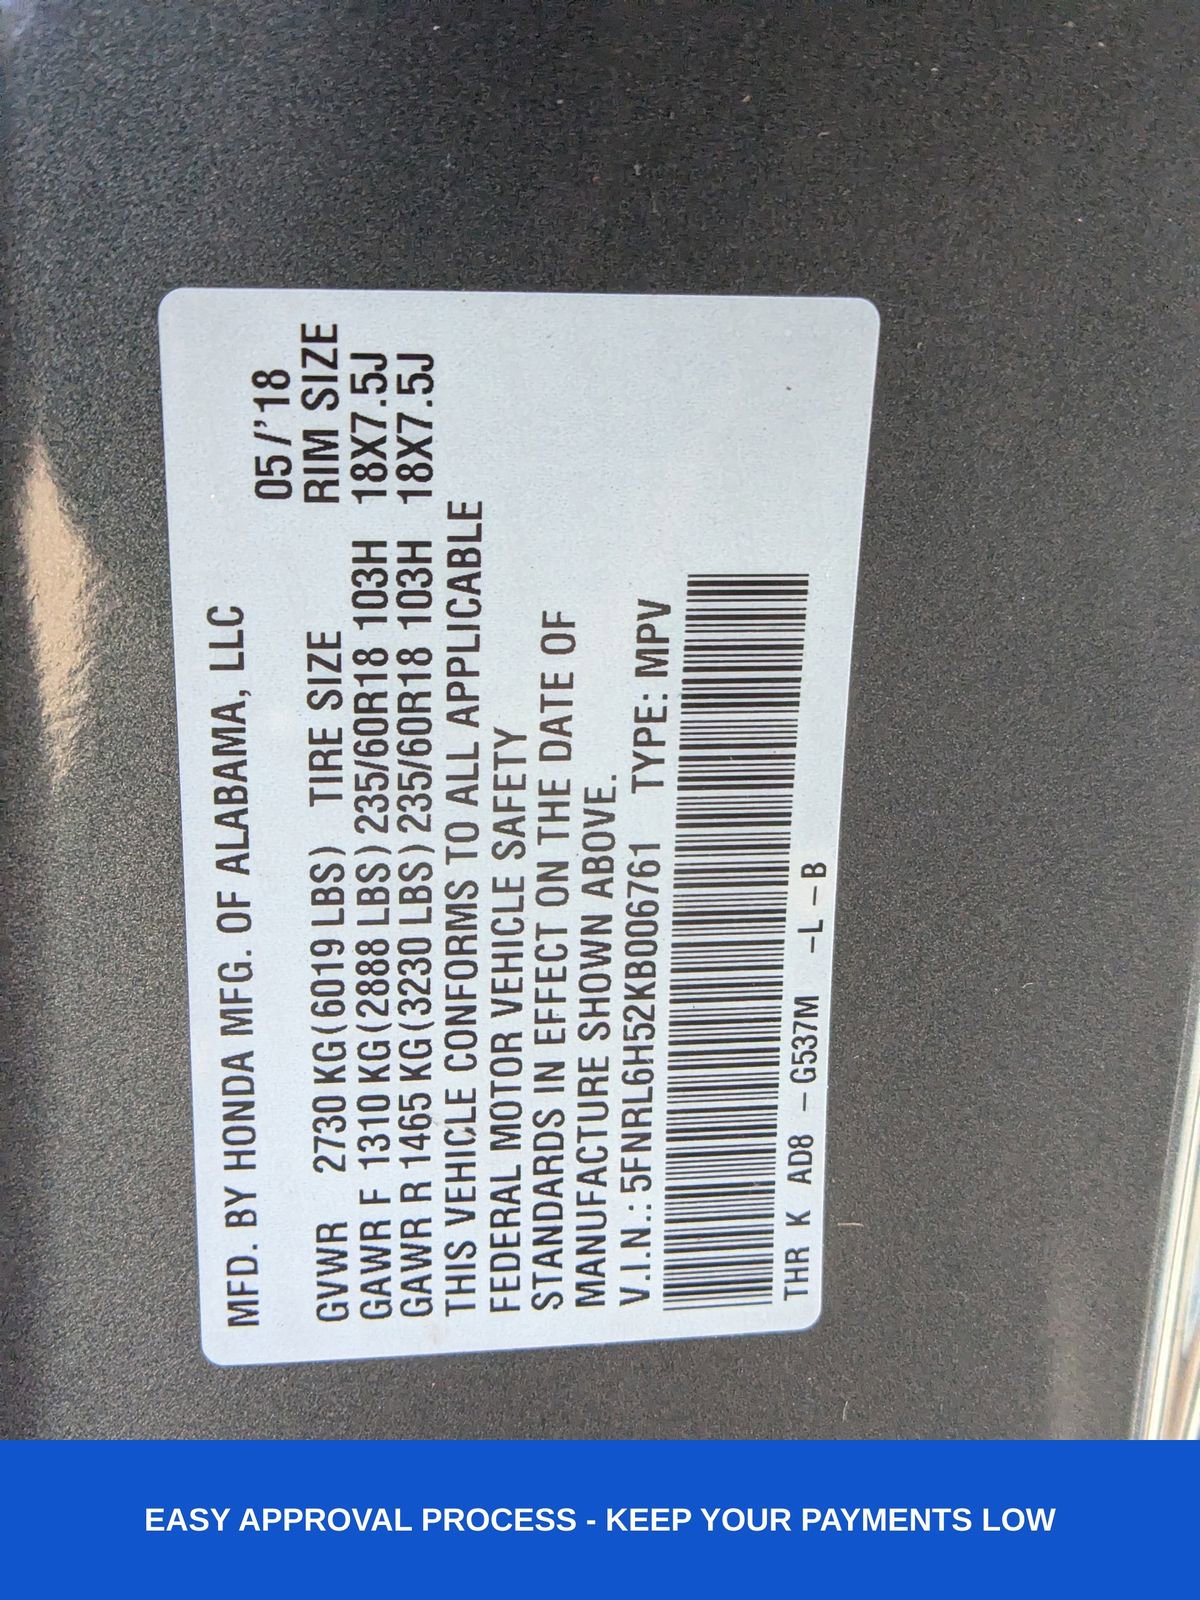 MFD. BY HONDA MFG. OF ALABAMA, LLC
05/'18
GVWR 2730 KG(6019 LBS) TIRE SIZE RIM SIZE
GAWR F 1310 KG(2888 LBS) 235/60R18 103H 18X7.5J
GAWR R 1465 KG(3230 LBS) 235/60R18 103H 18X7.5J
THIS VEHICLE CONFORMS TO ALL APPLICABLE
FEDERAL MOTOR VEHICLE SAFETY
STANDARDS IN EFFECT ON THE DATE OF
MANUFACTURE SHOWN ABOVE.
V.I.N.: 5FNRL6H52KB006761 TYPE: MPV
THR K AD8 – G537M –L –B
EASY APPROVAL PROCESS - KEEP YOUR PAYMENTS LOW